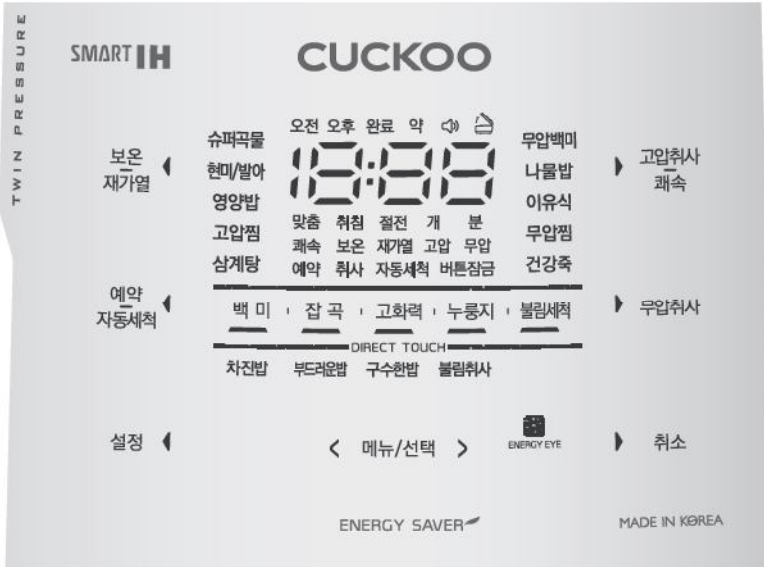 TWIN PRESSURE
SMART IH
CUCKOO
오전 오후 완료 약
18:88
슈퍼곡물
현미/발아
영양밥
고압찜
삼계탕
맞춤 취침 절전 개 분
쾌속 보온 재가열 고압 무압
예약 취사 자동세척 버튼잠금
무압백미
나물밥
이유식
무압찜
건강죽
보온
재가열
고압취사
쾌속
예약
자동세척
백미 잡곡 고화력 누룽지 불림세척
무압취사
DIRECT TOUCH
차진밥 부드러운밥 구수한밥 불림취사
설정
< 메뉴/선택 >
ENERGY EYE
취소
ENERGY SAVER
MADE IN KOREA